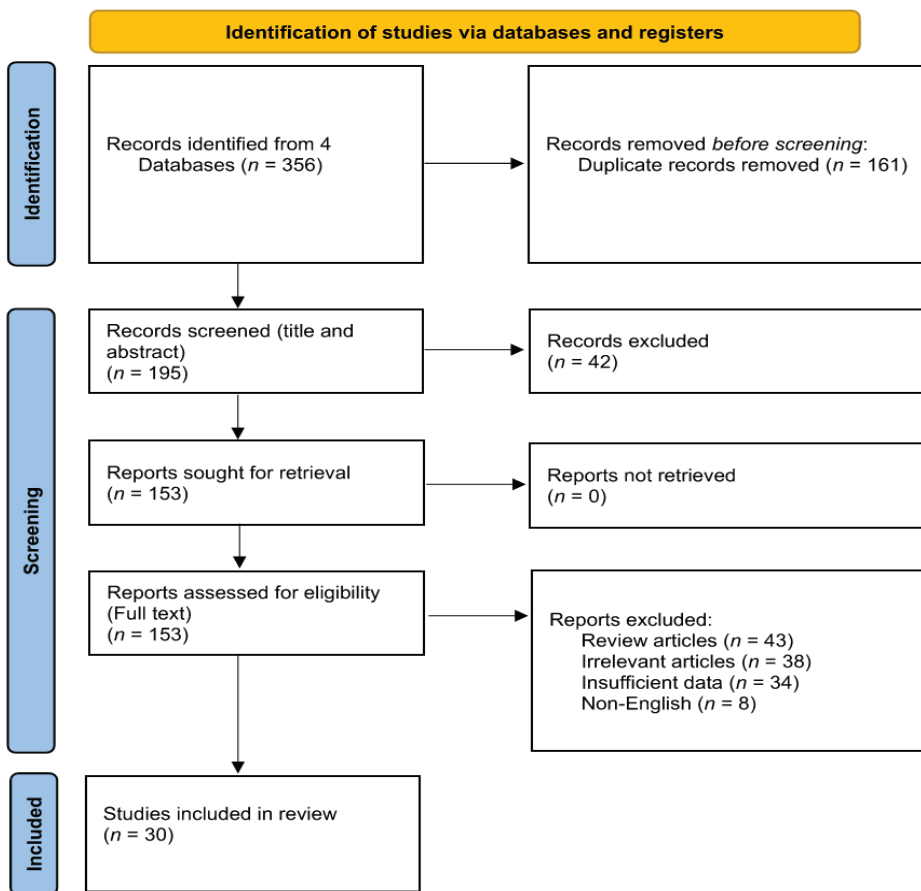 Identification of studies via databases and registers
Identification
Records identified from 4
Databases (n = 356)
Records removed before screening:
Duplicate records removed (n = 161)
Screening
Records screened (title and
abstract)
(n = 195)
Records excluded
(n = 42)
Reports sought for retrieval
(n = 153)
Reports not retrieved
(n = 0)
Reports assessed for eligibility
(Full text)
(n = 153)
Reports excluded:
Review articles (n = 43)
Irrelevant articles (n = 38)
Insufficient data (n = 34)
Non-English (n = 8)
Included
Studies included in review
(n = 30)